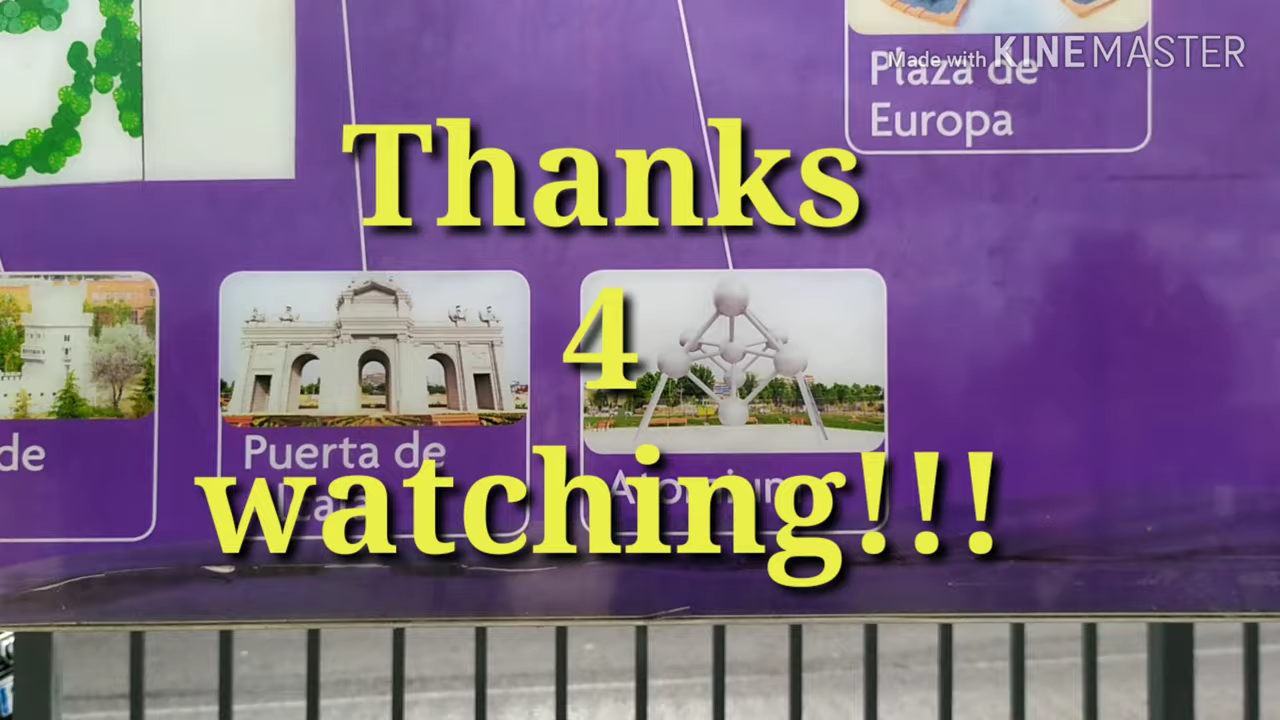 Made with KINEMASTER
Plaza de
Europa
Thanks
4
watching!!!
de
Puerta de